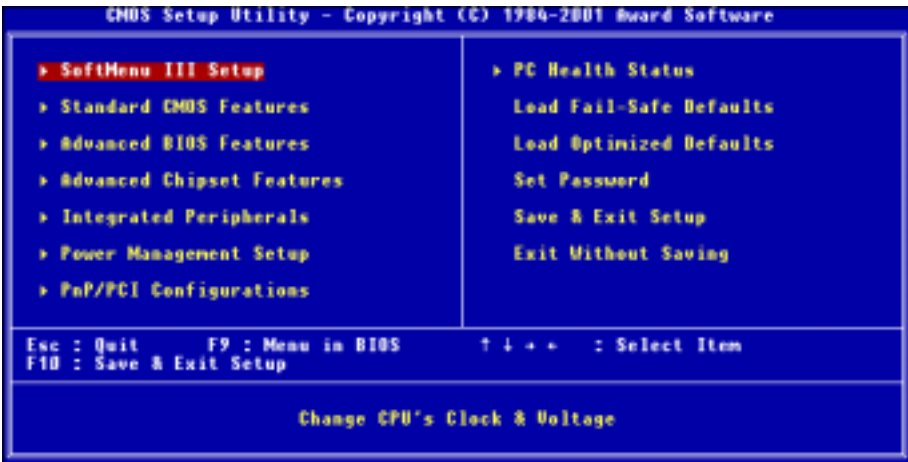 CMOS Setup Utility - Copyright (C) 1984-2001 Award Software
▸ SoftMenu III Setup
▸ Standard CMOS Features
▸ Advanced BIOS Features
▸ Advanced Chipset Features
▸ Integrated Peripherals
▸ Power Management Setup
▸ PnP/PCI Configurations
▸ PC Health Status
Load Fail-Safe Defaults
Load Optimized Defaults
Set Password
Save & Exit Setup
Exit Without Saving
Esc : Quit F9 : Menu in BIOS ↑ ↓ → ← : Select Item
F10 : Save & Exit Setup
Change CPU's Clock & Voltage